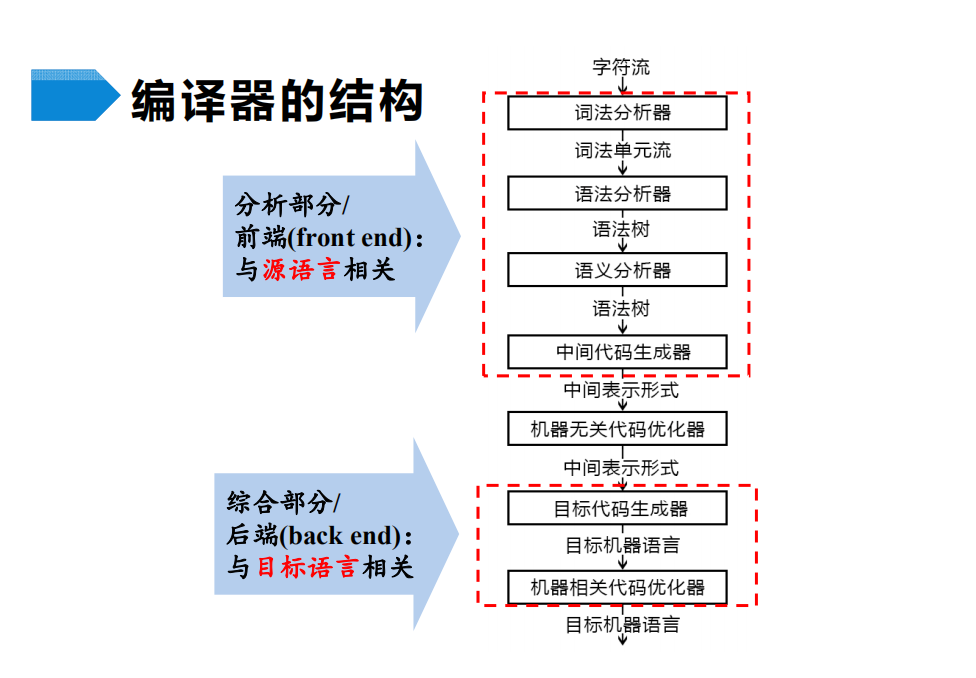 编译器的结构
分析部分/
前端(front end)：
与源语言相关
综合部分/
后端(back end)：
与目标语言相关
字符流
词法分析器
词法单元流
语法分析器
语法树
语义分析器
语法树
中间代码生成器
中间表示形式
机器无关代码优化器
中间表示形式
目标代码生成器
目标机器语言
机器相关代码优化器
目标机器语言